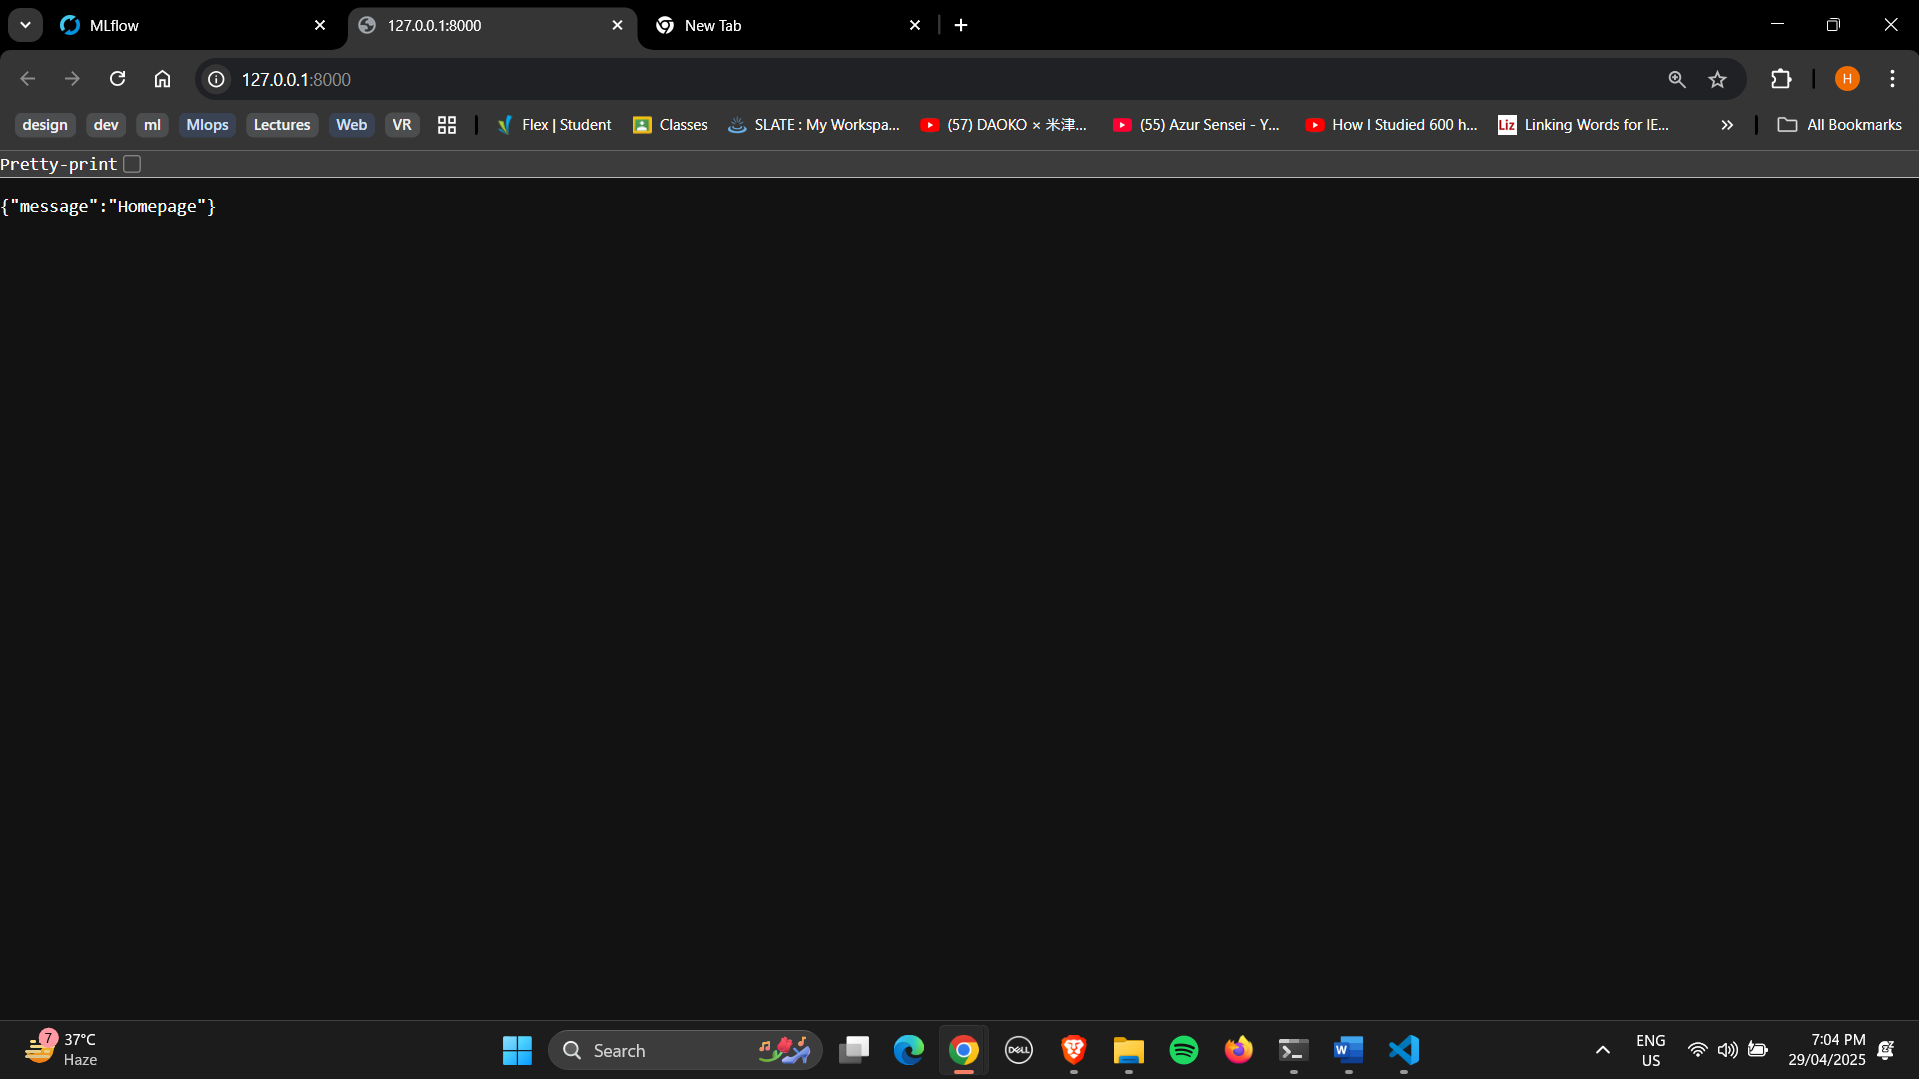 MLflow
127.0.0.1:8000
New Tab
127.0.0.1:8000
H
design
dev
ml
Mlops
Lectures
Web
VR
Flex | Student
Classes
SLATE : My Workspa...
(57) DAOKO × 米津...
(55) Azur Sensei - Y...
How I Studied 600 h...
Liz
Linking Words for IE...
All Bookmarks
Pretty-print
{"message":"Homepage"}
7
37°C
Haze
Search
DELL
W
ENG
US
7:04 PM
29/04/2025